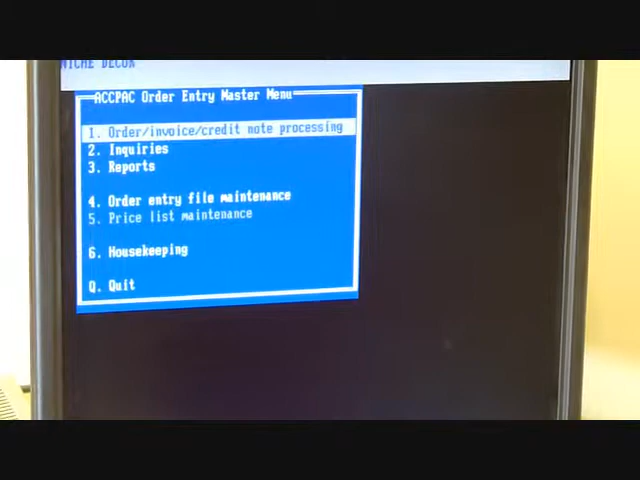 NICHE DECOR
ACCPAC Order Entry Master Menu
1. Order/invoice/credit note processing
2. Inquiries
3. Reports
4. Order entry file maintenance
5. Price list maintenance
6. Housekeeping
Q. Quit